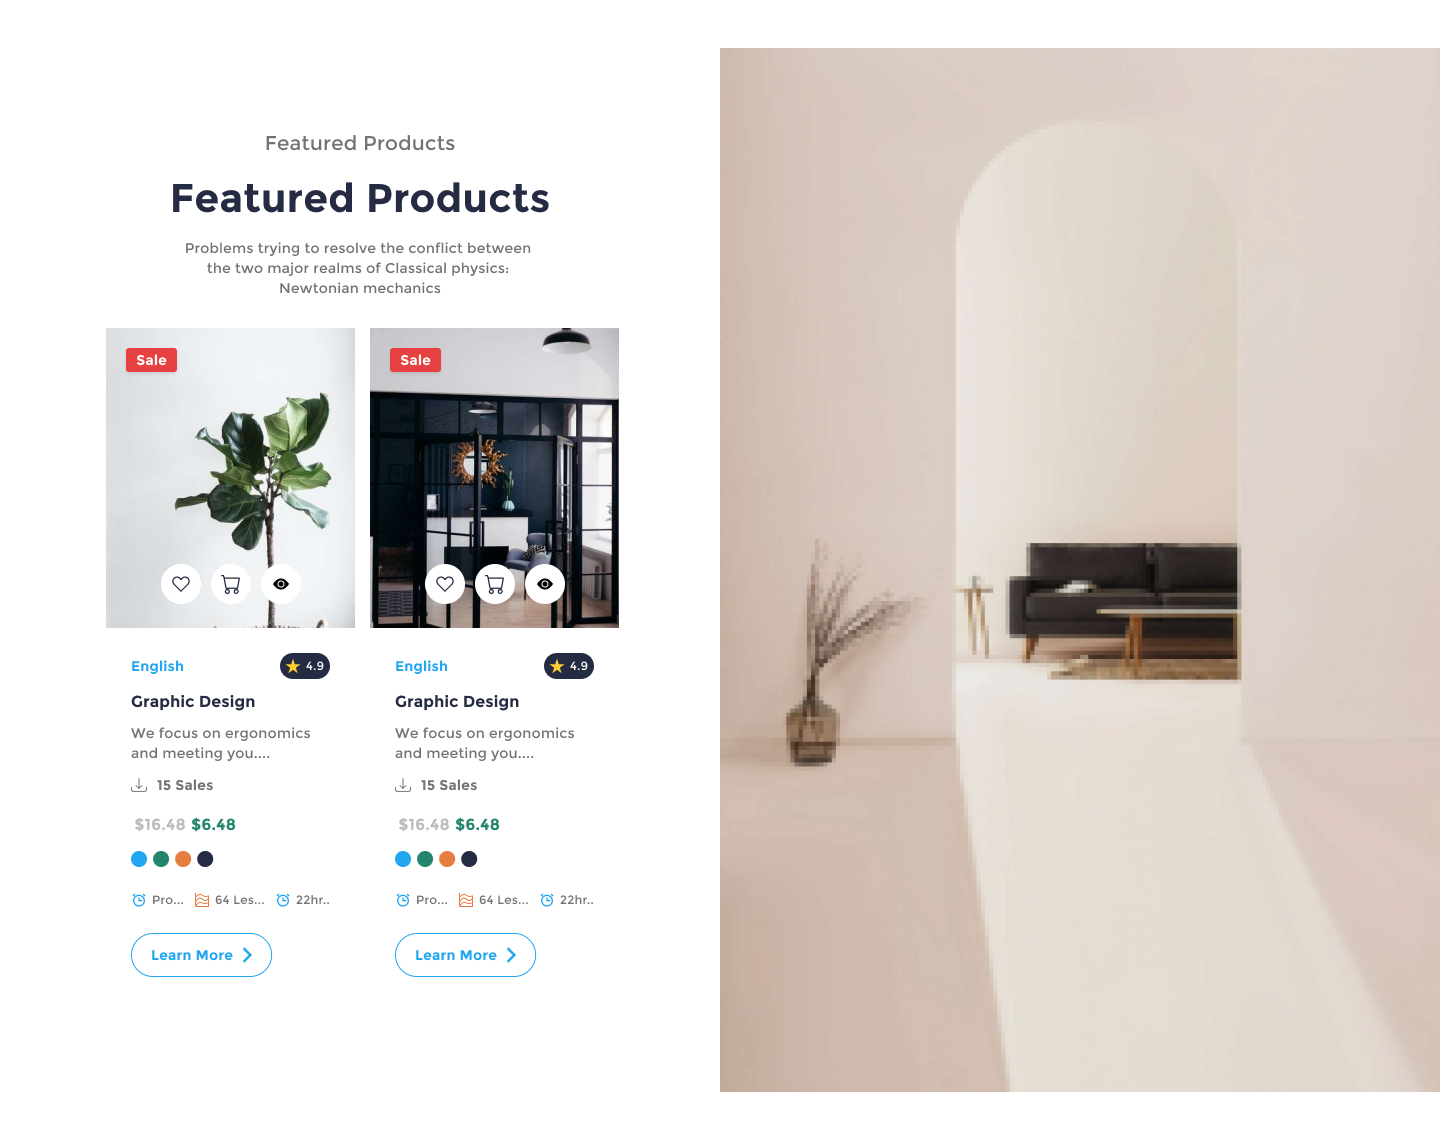 Featured Products
Featured Products
Problems trying to resolve the conflict between
the two major realms of Classical physics:
Newtonian mechanics
Sale
English
4.9
Graphic Design
We focus on ergonomics
and meeting you....
15 Sales
$16.48 $6.48
Pro... 64 Les... 22hr..
Learn More
Sale
English
4.9
Graphic Design
We focus on ergonomics
and meeting you....
15 Sales
$16.48 $6.48
Pro... 64 Les... 22hr..
Learn More